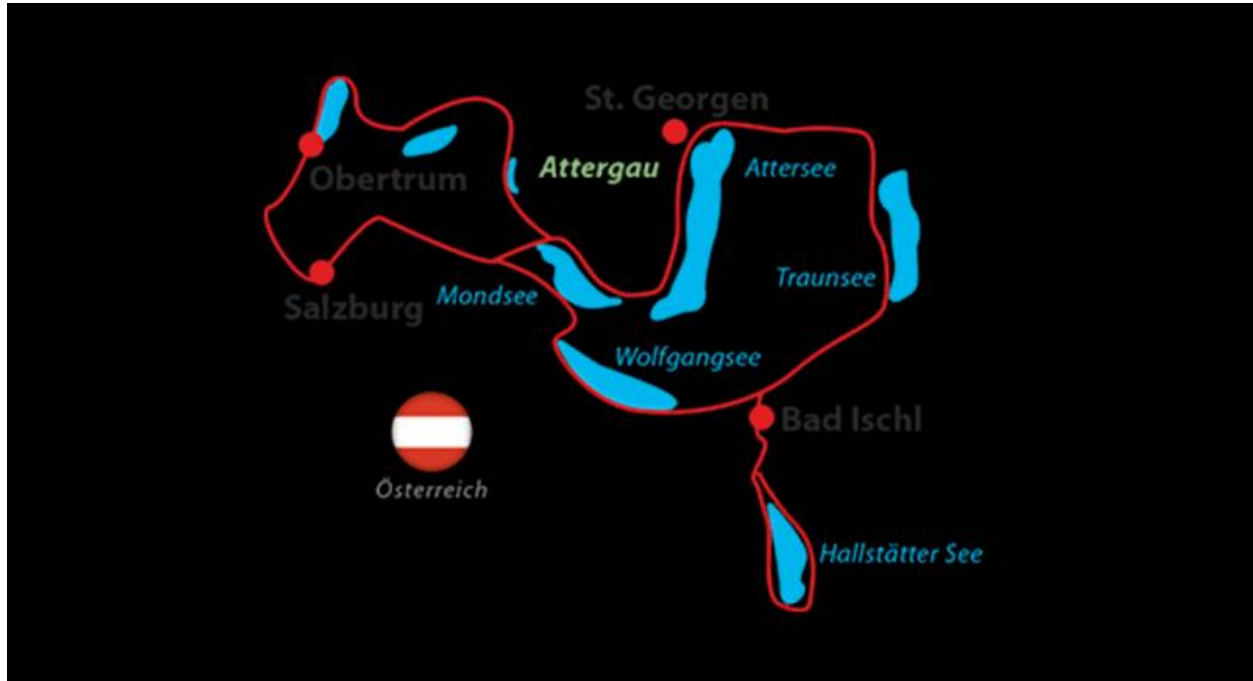 St. Georgen
Attergau
Attersee
Obertrum
Traunsee
Mondsee
Salzburg
Wolfgangsee
Bad Ischl
Österreich
Hallstätter See